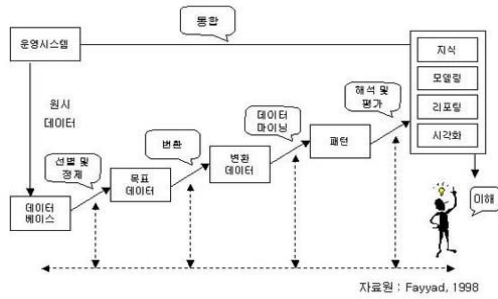 통합
운영시스템
지식
모델링
리포팅
시각화
해석 및
평가
원시
데이터
데이터
마이닝
패턴
변환
변환
데이터
선별 및
정제
목표
데이터
데이터
베이스
이해
자료원 : Fayyad, 1998